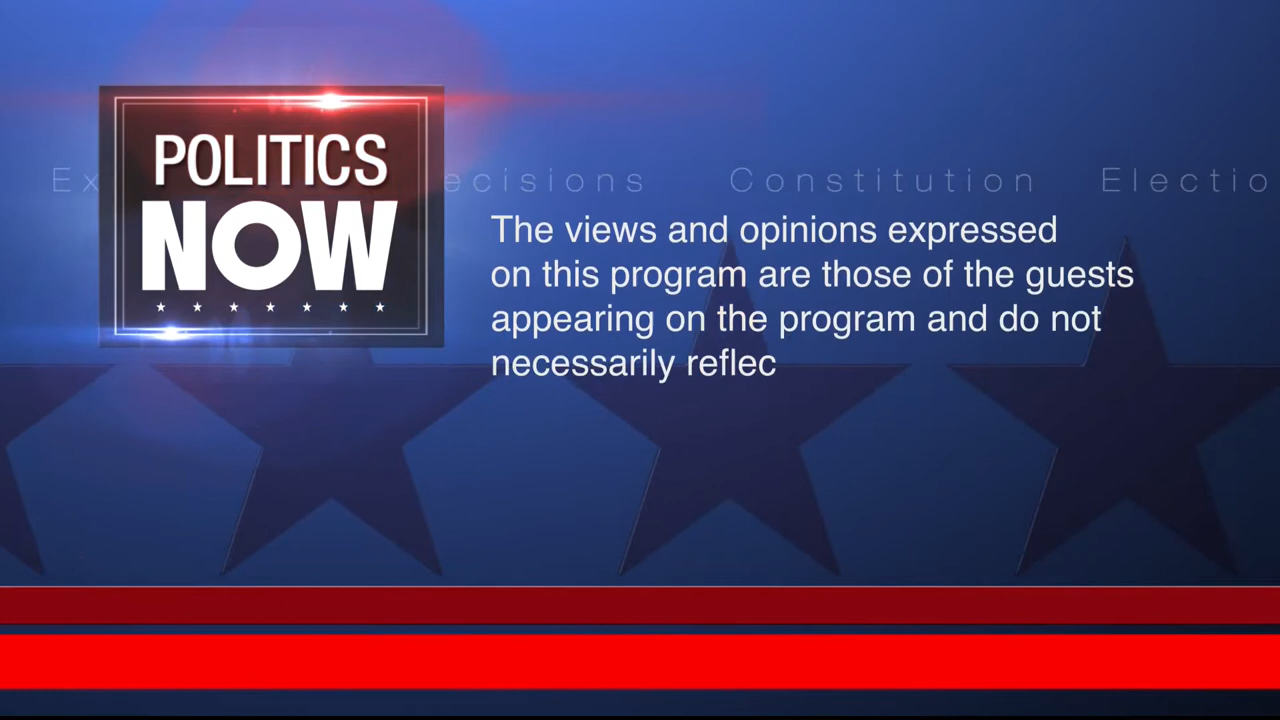 POLITICS
NOW
Ex ecisions Constitution Electio
The views and opinions expressed
on this program are those of the guests
appearing on the program and do not
necessarily reflec